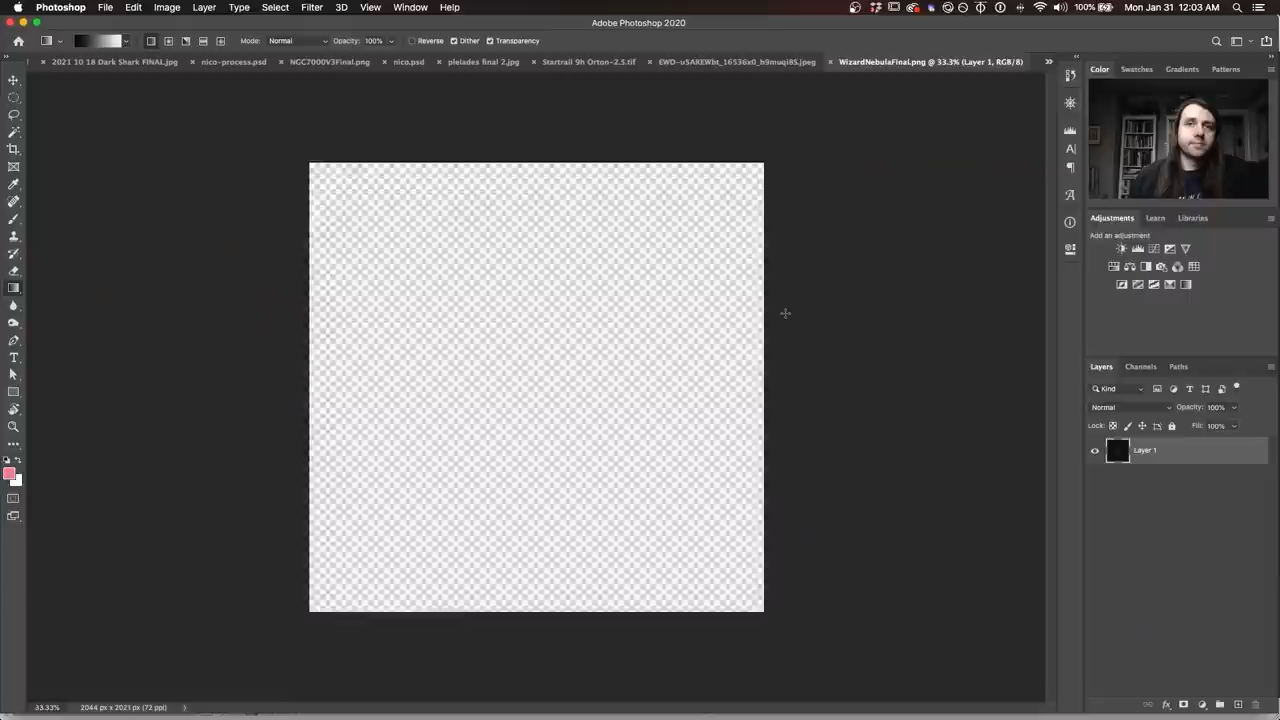 Photoshop File Edit Image Layer Type Select Filter 3D View Window Help 100% Mon Jan 31 12:03 AM
Adobe Photoshop 2020
Mode: Normal Opacity: 100% Reverse Dither Transparency
× 2021 10 18 Dark Shark FINAL.jpg × nico-process.psd × NGC7000V3Final.png × nico.psd × pleiades final 2.jpg × Startrail 9h Orton-2.5.tif × × WizardNebulaFinal.png @ 33.3% (Layer 1, RGB/8) »
Color Swatches Gradients Patterns
Adjustments Learn Libraries
Add an adjustment
Layers Channels Paths
Kind
Normal Opacity: 100%
Lock: Fill: 100%
Layer 1
33.33% 2044 px x 2021 px (72 ppi)